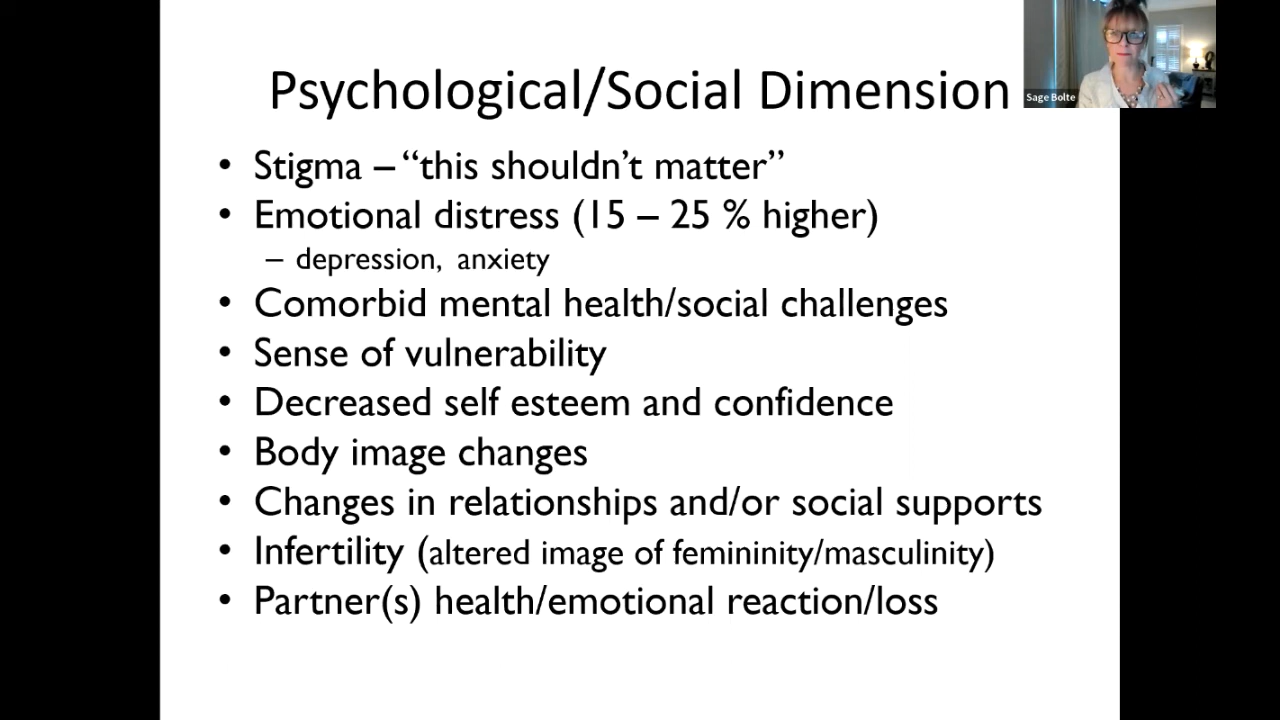 Psychological/Social Dimension
Sage Bolte
• Stigma – “this shouldn’t matter”
• Emotional distress (15 – 25 % higher)
– depression, anxiety
• Comorbid mental health/social challenges
• Sense of vulnerability
• Decreased self esteem and confidence
• Body image changes
• Changes in relationships and/or social supports
• Infertility (altered image of femininity/masculinity)
• Partner(s) health/emotional reaction/loss